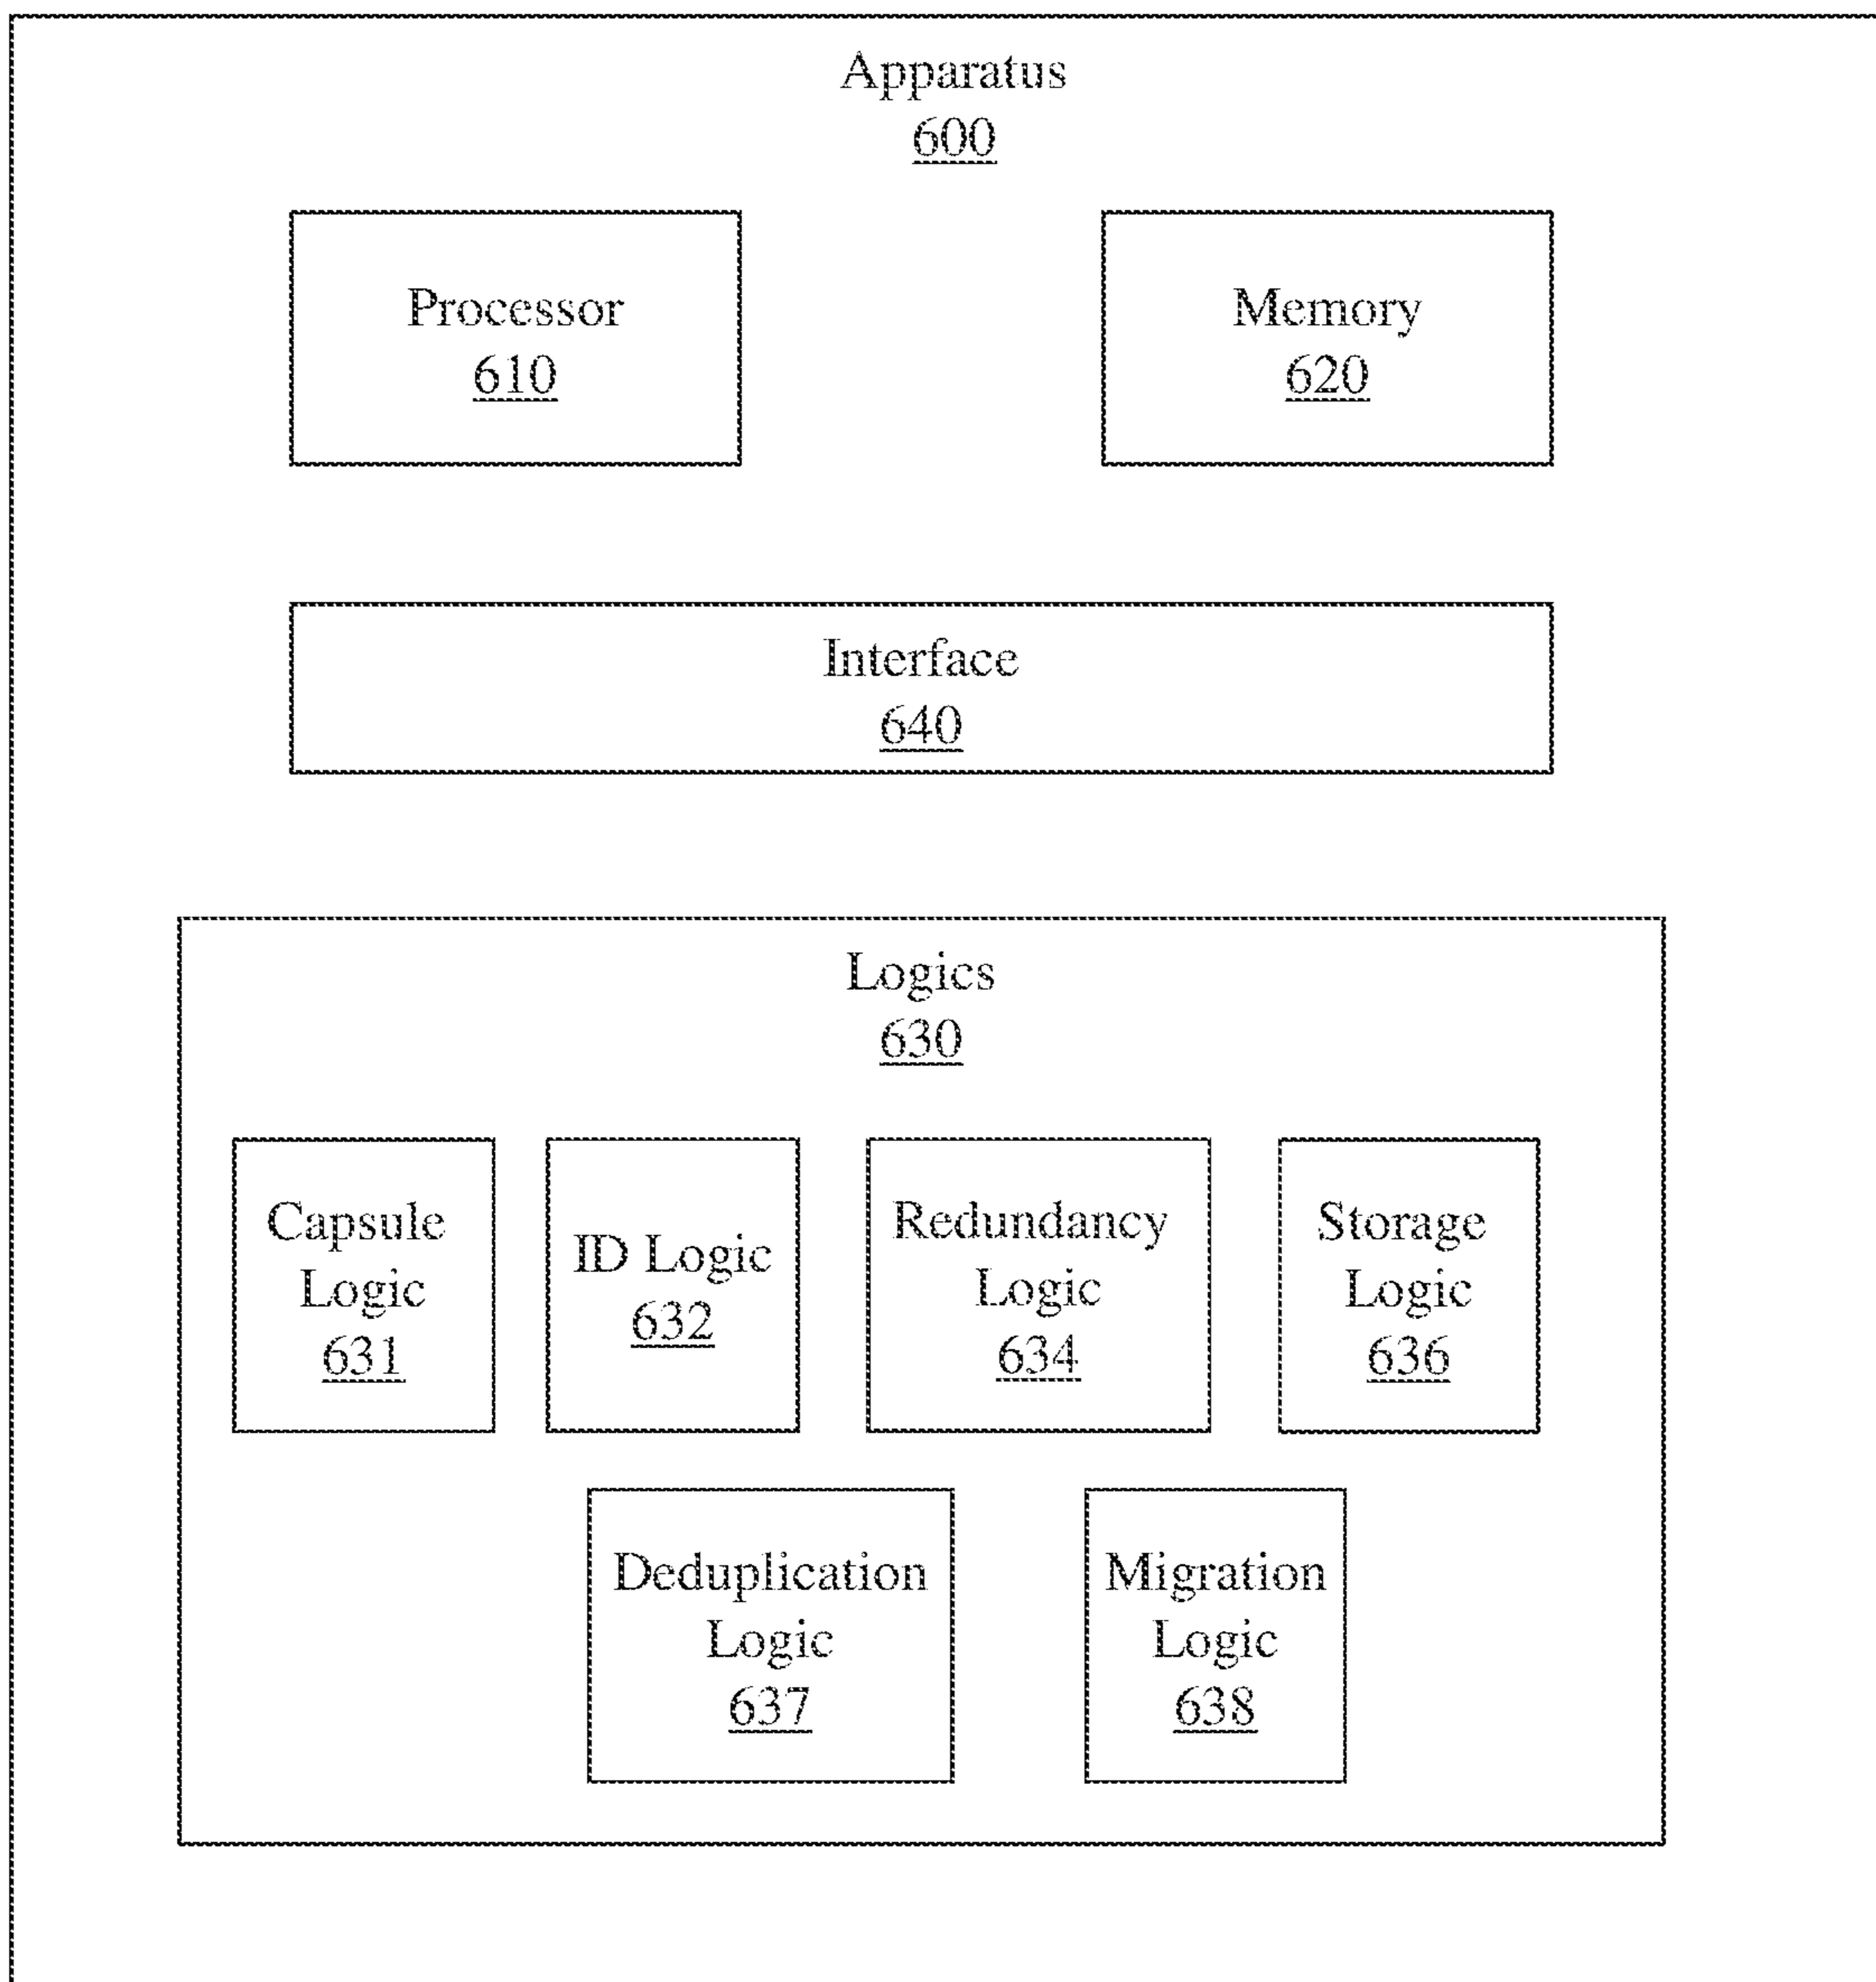 Apparatus
600
Processor
610
Memory
620
Interface
640
Logics
630
Capsule
Logic
631
ID Logic
632
Redundancy
Logic
634
Storage
Logic
636
Deduplication
Logic
637
Migration
Logic
638